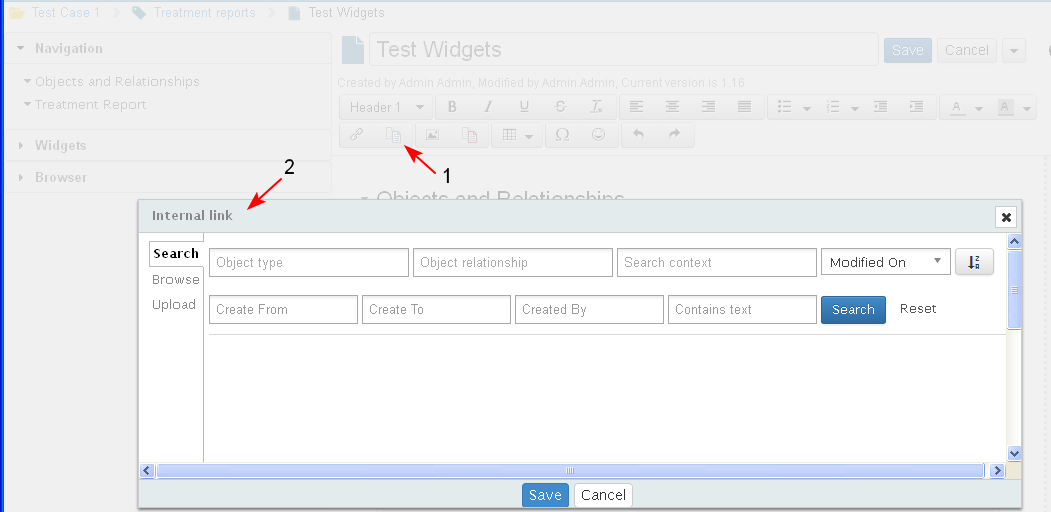 Test Case 1 Treatment reports Test Widgets
Navigation
Objects and Relationships
Treatment Report
Widgets
Browser
Test Widgets Save Cancel
Created by Admin Admin, Modified by Admin Admin, Current version is 1.16
Header 1 B I U S Tx A A
Ω
1
2
Objects and Relationships
Internal link
Search
Browse
Upload
Object type Object relationship Search context Modified On Z A
Create From Create To Created By Contains text Search Reset
Save Cancel